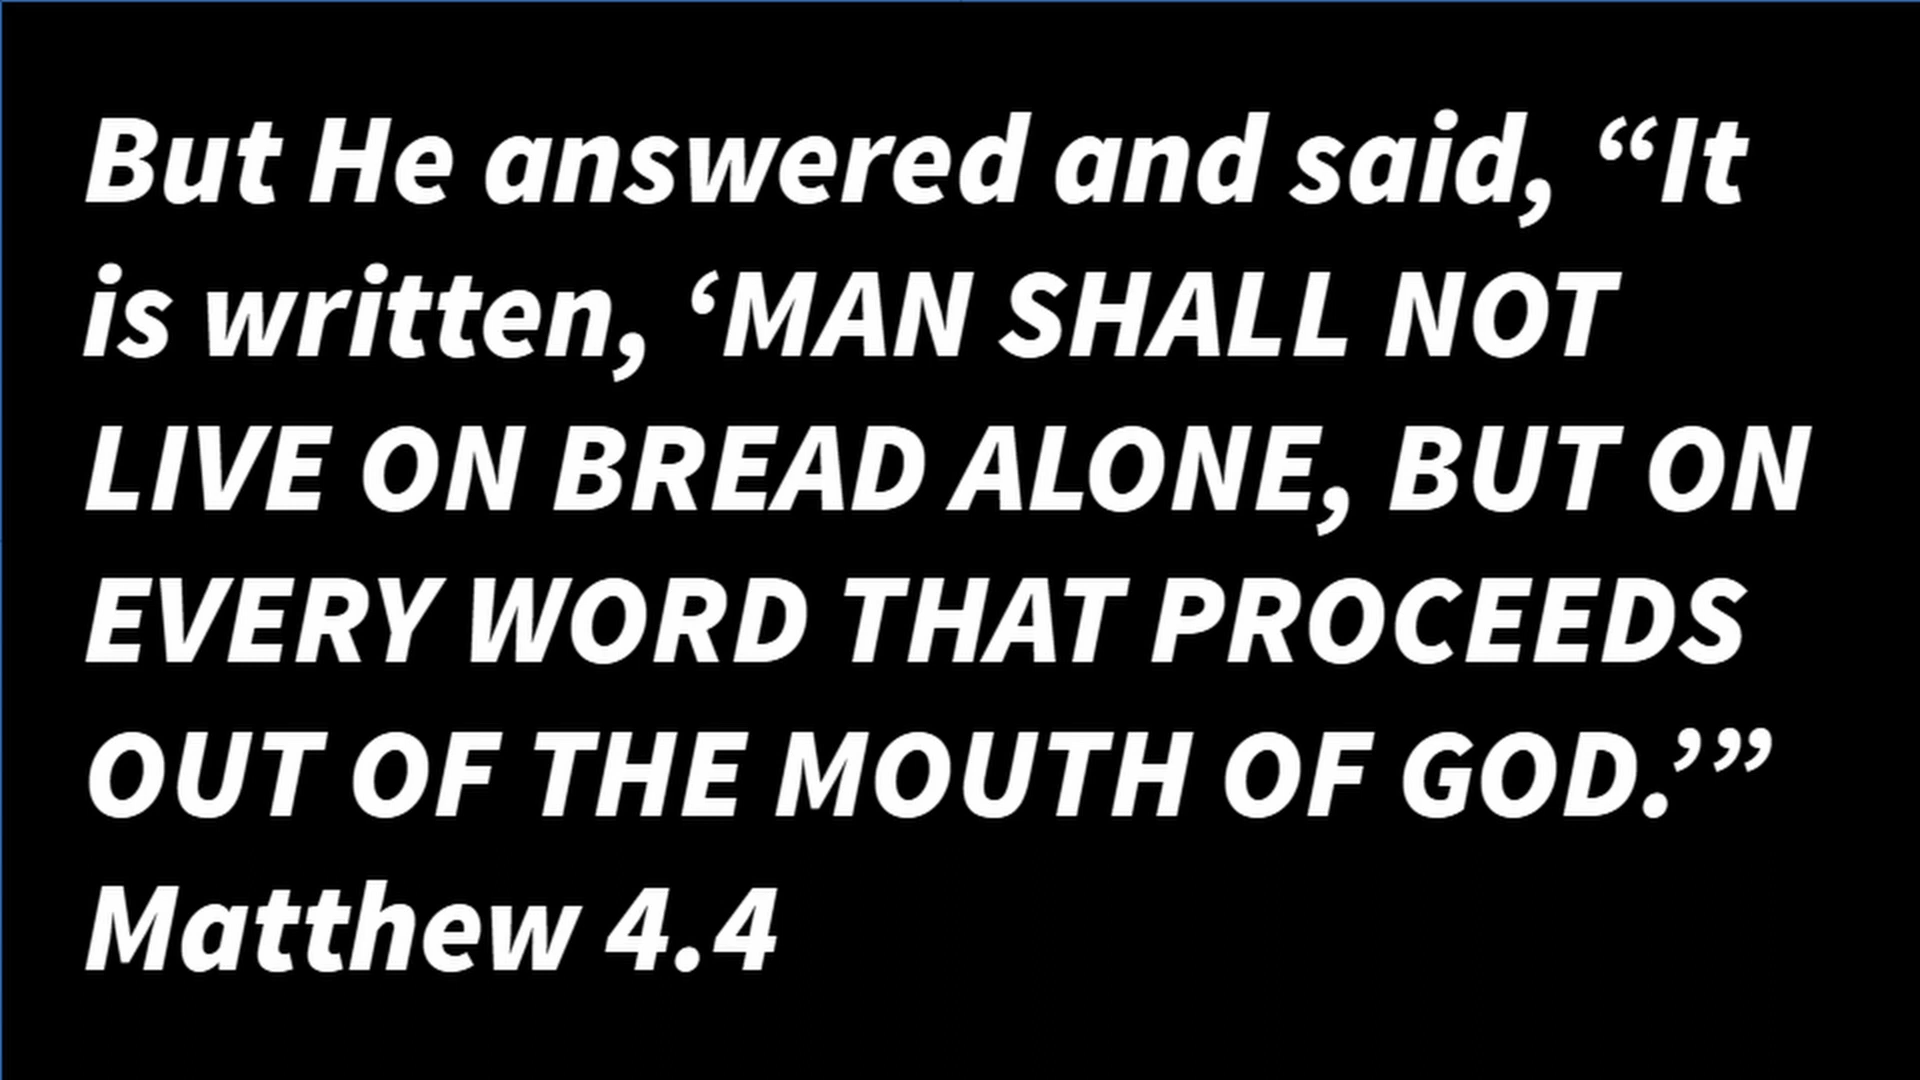 But He answered and said, “It
is written, ‘MAN SHALL NOT
LIVE ON BREAD ALONE, BUT ON
EVERY WORD THAT PROCEEDS
OUT OF THE MOUTH OF GOD.’”
Matthew 4.4